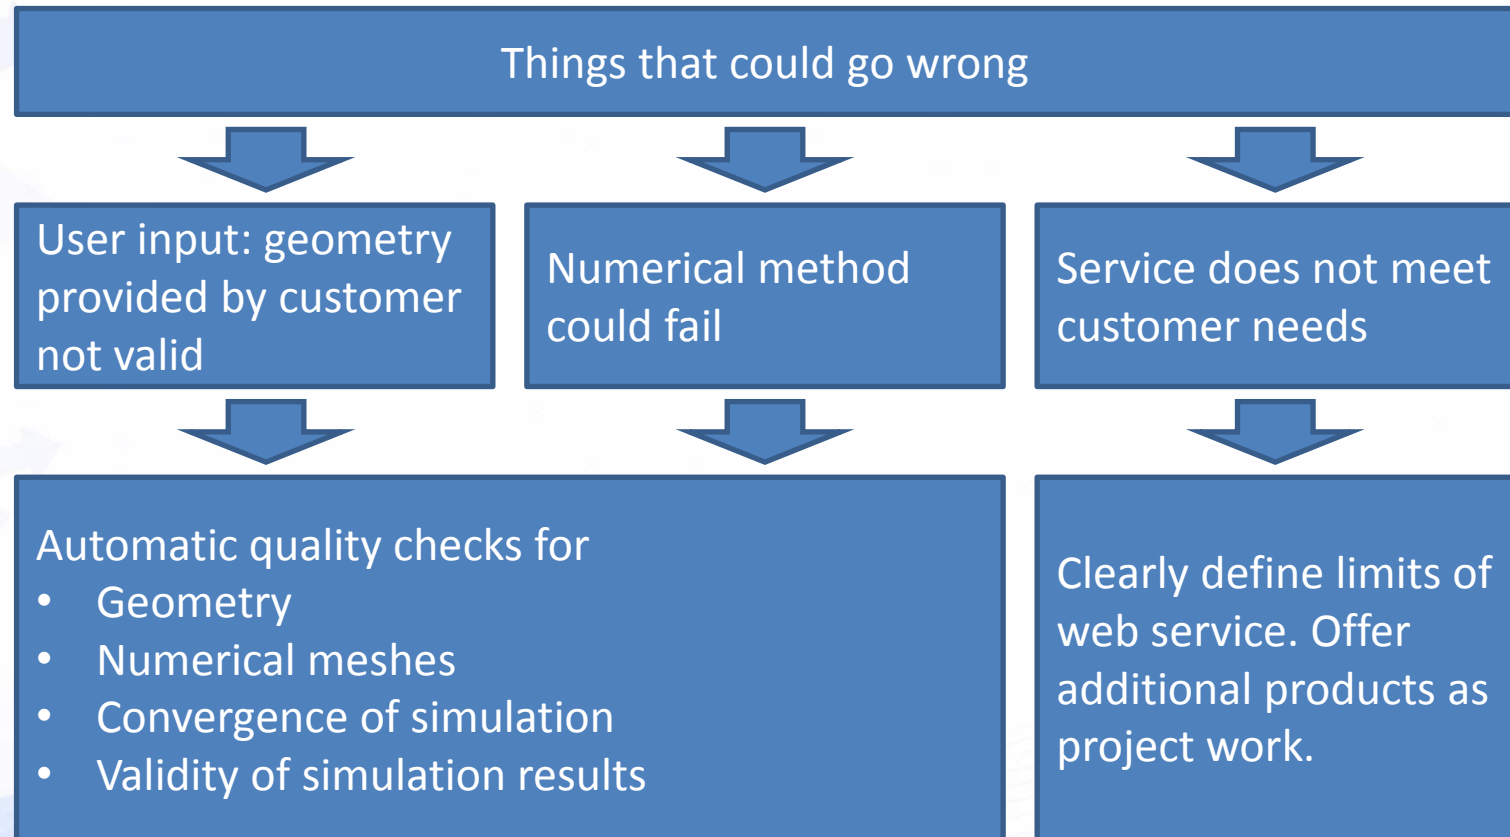 Things that could go wrong
User input: geometry
provided by customer
not valid
Numerical method
could fail
Service does not meet
customer needs
Automatic quality checks for
• Geometry
• Numerical meshes
• Convergence of simulation
• Validity of simulation results
Clearly define limits of
web service. Offer
additional products as
project work.